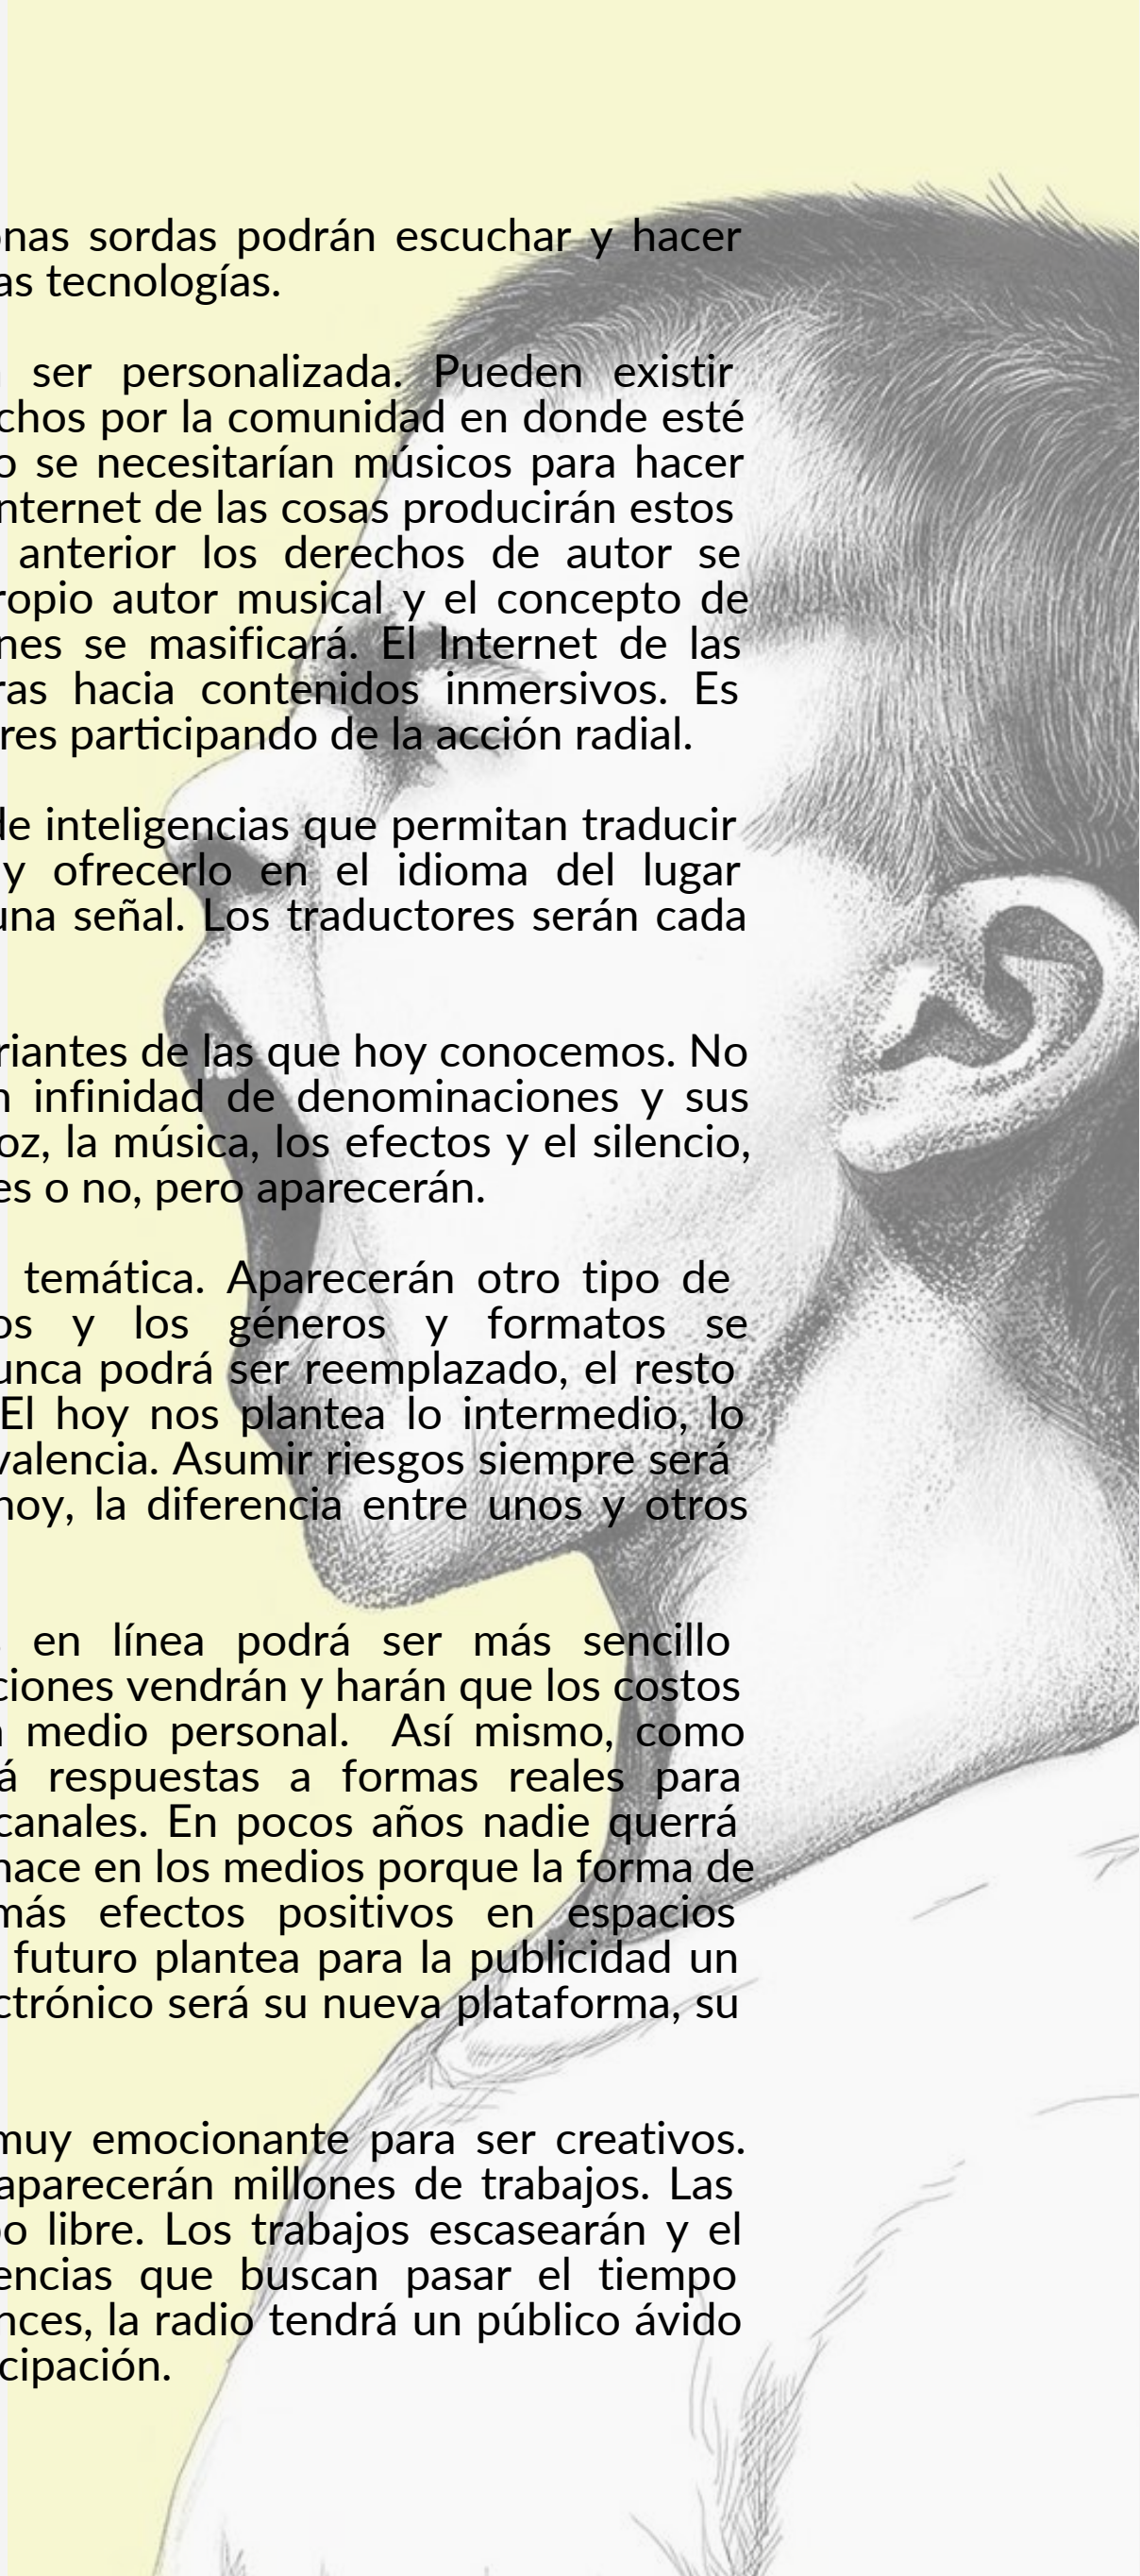 onas sordas podrán escuchar y hacer
as tecnologías.
ser personalizada. Pueden existir
chos por la comunidad en donde esté
o se necesitarían músicos para hacer
nternet de las cosas producirán estos
anterior los derechos de autor se
ropio autor musical y el concepto de
nes se masificará. El Internet de las
ras hacia contenidos inmersivos. Es
res participando de la acción radial.
de inteligencias que permitan traducir
y ofrecerlo en el idioma del lugar
una señal. Los traductores serán cada
riantes de las que hoy conocemos. No
n infinidad de denominaciones y sus
oz, la música, los efectos y el silencio,
es o no, pero aparecerán.
temática. Aparecerán otro tipo de
os y los géneros y formatos se
unca podrá ser reemplazado, el resto
El hoy nos plantea lo intermedio, lo
valencia. Asumir riesgos siempre será
hoy, la diferencia entre unos y otros
en línea podrá ser más sencillo
ciones vendrán y harán que los costos
medio personal. Así mismo, como
á respuestas a formas reales para
canales. En pocos años nadie querrá
hace en los medios porque la forma de
más efectos positivos en espacios
futuro plantea para la publicidad un
ctrónico será su nueva plataforma, su
muy emocionante para ser creativos.
aparecerán millones de trabajos. Las
po libre. Los trabajos escasearán y el
encias que buscan pasar el tiempo
nces, la radio tendrá un público ávido
cipación.